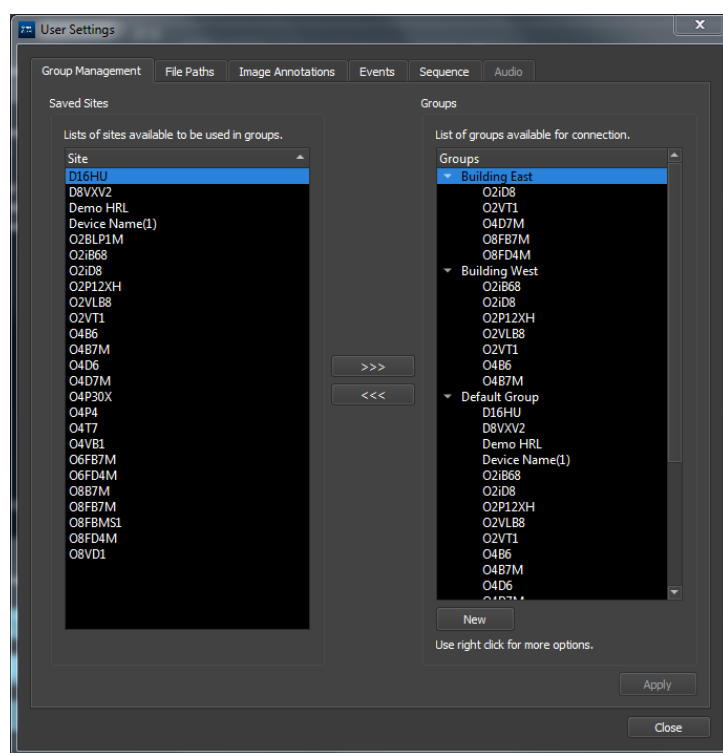 User Settings
Group Management File Paths Image Annotations Events Sequence Audio
Saved Sites
Lists of sites available to be used in groups.
Site
D16HU
D8VXV2
Demo HRL
Device Name(1)
O2BLP1M
O2iB68
O2iD8
O2P12XH
O2VLB8
O2VT1
O4B6
O4B7M
O4D6
O4D7M
O4P30X
O4P4
O4T7
O4VB1
O6FB7M
O6FD4M
O8B7M
O8FB7M
O8FBMS1
O8FD4M
O8VD1
>>>
<<<
Groups
List of groups available for connection.
Groups
Building East
O2iD8
O2VT1
O4D7M
O8FB7M
O8FD4M
Building West
O2iB68
O2iD8
O2P12XH
O2VLB8
O2VT1
O4B6
O4B7M
Default Group
D16HU
D8VXV2
Demo HRL
Device Name(1)
O2iB68
O2iD8
O2P12XH
O2VLB8
O2VT1
O4B6
O4B7M
O4D6
New
Use right click for more options.
Apply
Close